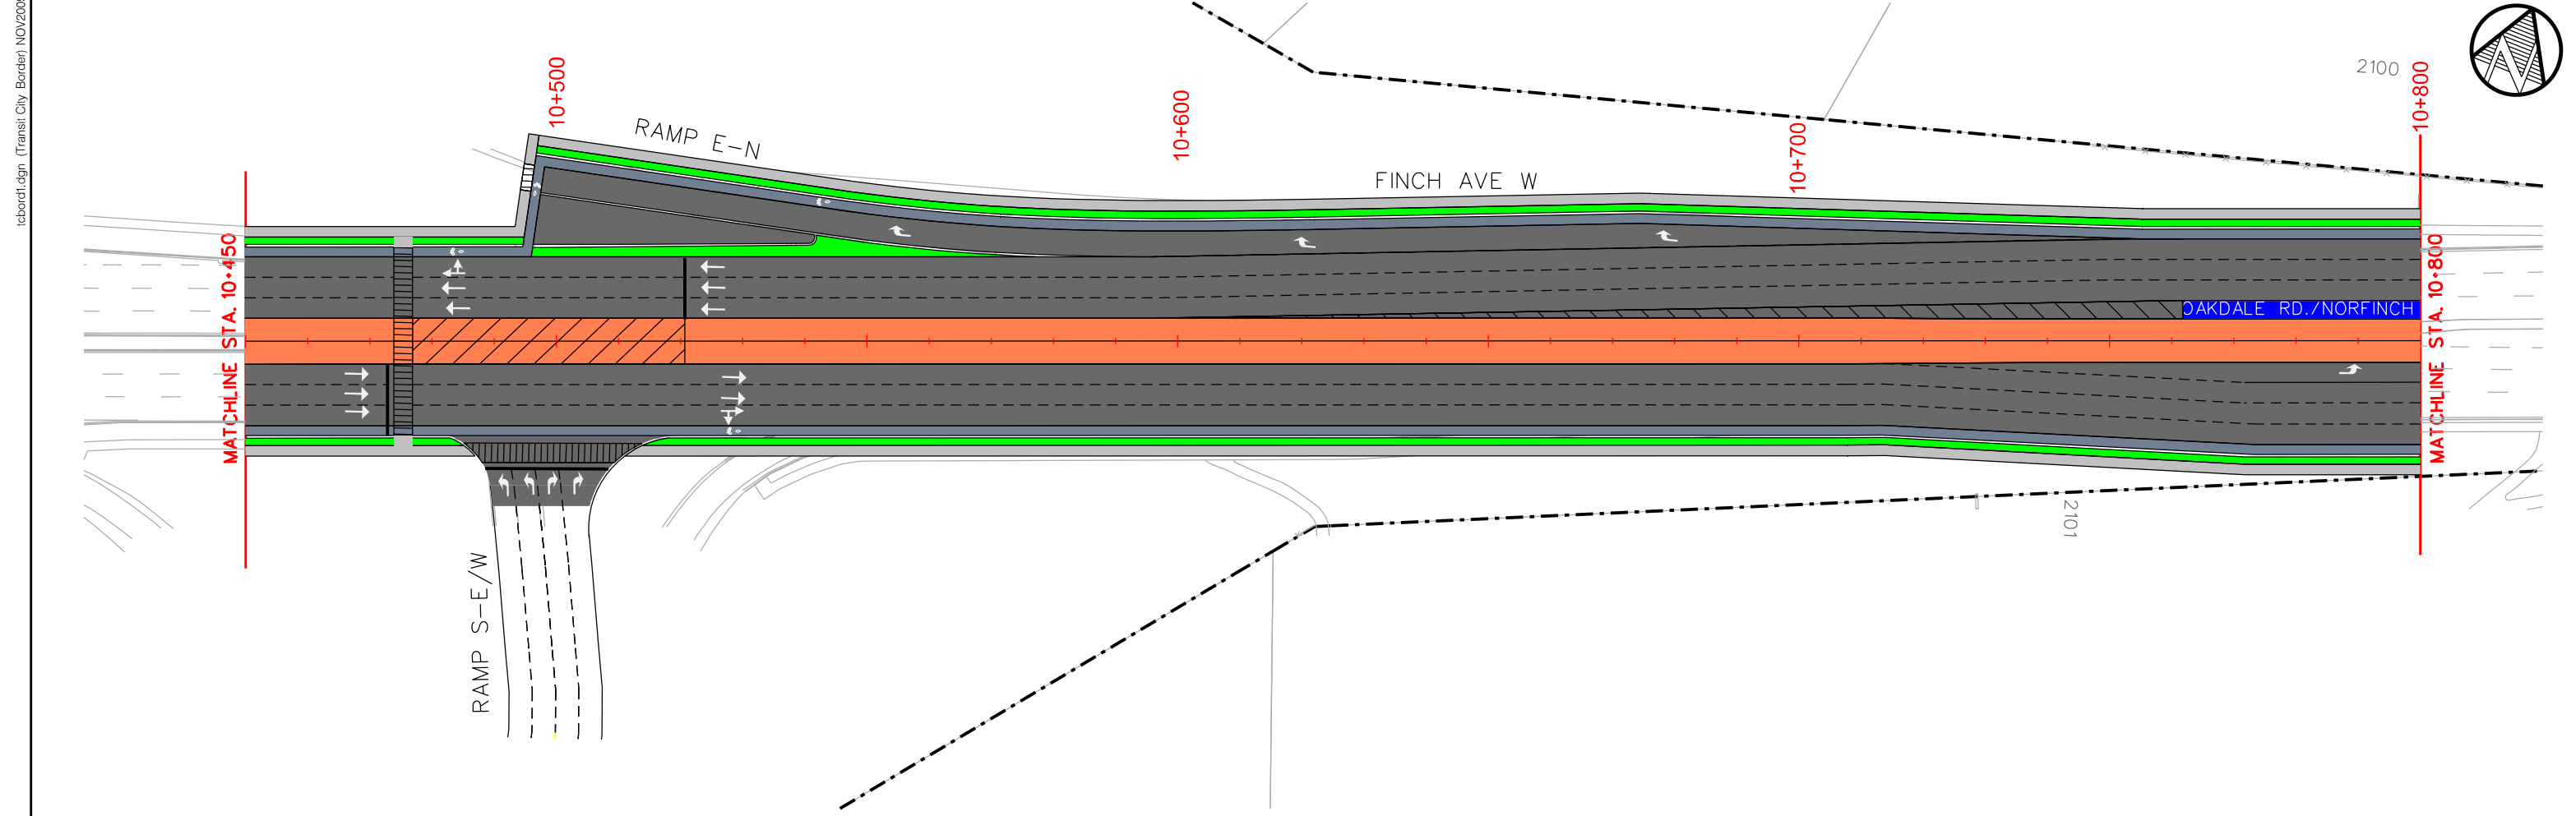 tcbord1.dgn (Transit City Border) NOV2009
10+500
10+600
10+700
10+800
2100
RAMP E-N
FINCH AVE W
MATCHLINE STA. 10+450
OAKDALE RD./NORFINCH
MATCHLINE STA. 10+800
2101
RAMP S-E/W